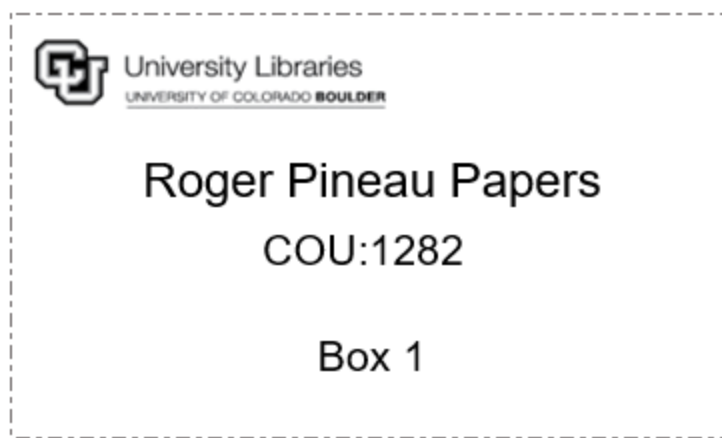 University Libraries
UNIVERSITY OF COLORADO BOULDER
Roger Pineau Papers
COU:1282
Box 1